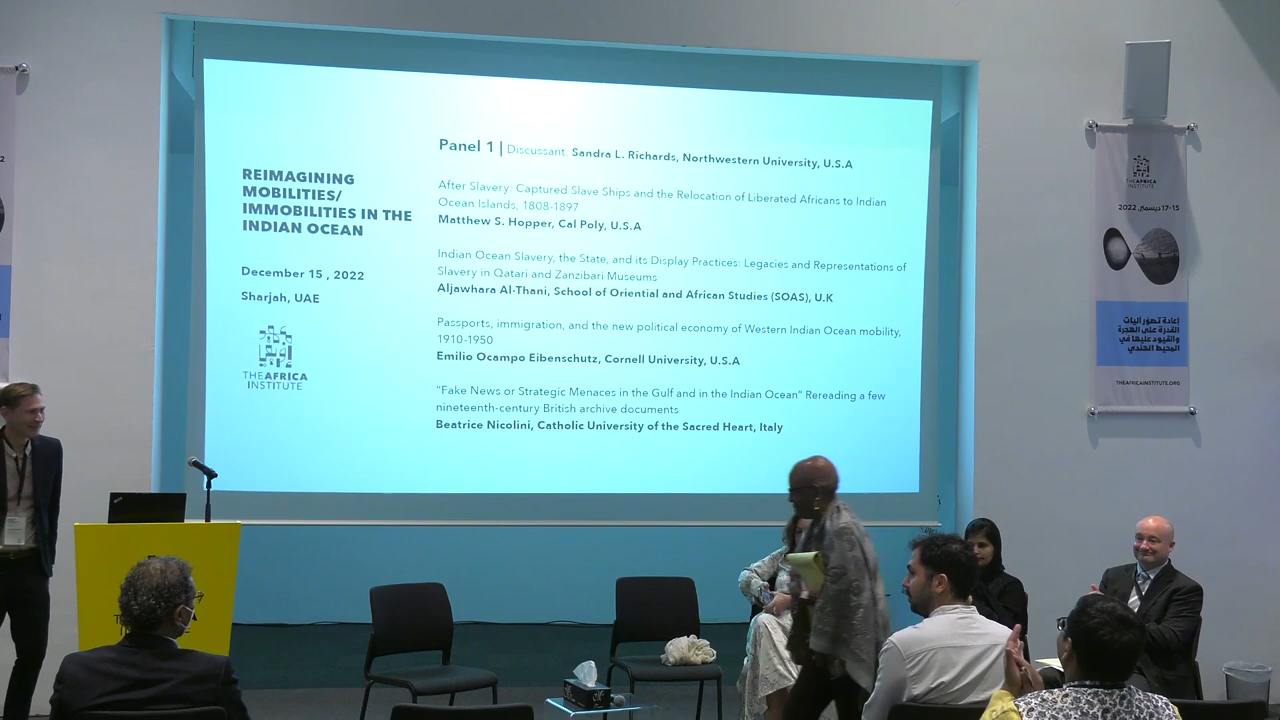 REIMAGINING
MOBILITIES/
IMMOBILITIES IN THE
INDIAN OCEAN
December 15 , 2022
Sharjah, UAE
THEAFRICA
INSTITUTE
Panel 1 | Discussant: Sandra L. Richards, Northwestern University, U.S.A
After Slavery: Captured Slave Ships and the Relocation of Liberated Africans to Indian
Ocean Islands, 1808-1897
Matthew S. Hopper, Cal Poly, U.S.A
Indian Ocean Slavery, the State, and its Display Practices: Legacies and Representations of
Slavery in Qatari and Zanzibari Museums
Aljawhara Al-Thani, School of Oriental and African Studies (SOAS), U.K
Passports, immigration, and the new political economy of Western Indian Ocean mobility,
1910-1950
Emilio Ocampo Eibenschutz, Cornell University, U.S.A
"Fake News or Strategic Menaces in the Gulf and in the Indian Ocean" Rereading a few
nineteenth-century British archive documents
Beatrice Nicolini, Catholic University of the Sacred Heart, Italy
THEAFRICA
INSTITUTE
15-17 ديسمبر, 2022
إعادة تصوّر آليات
القدرة على الهجرة
والقيود عليها في
المحيط الهندي
THEAFRICAINSTITUTE.ORG